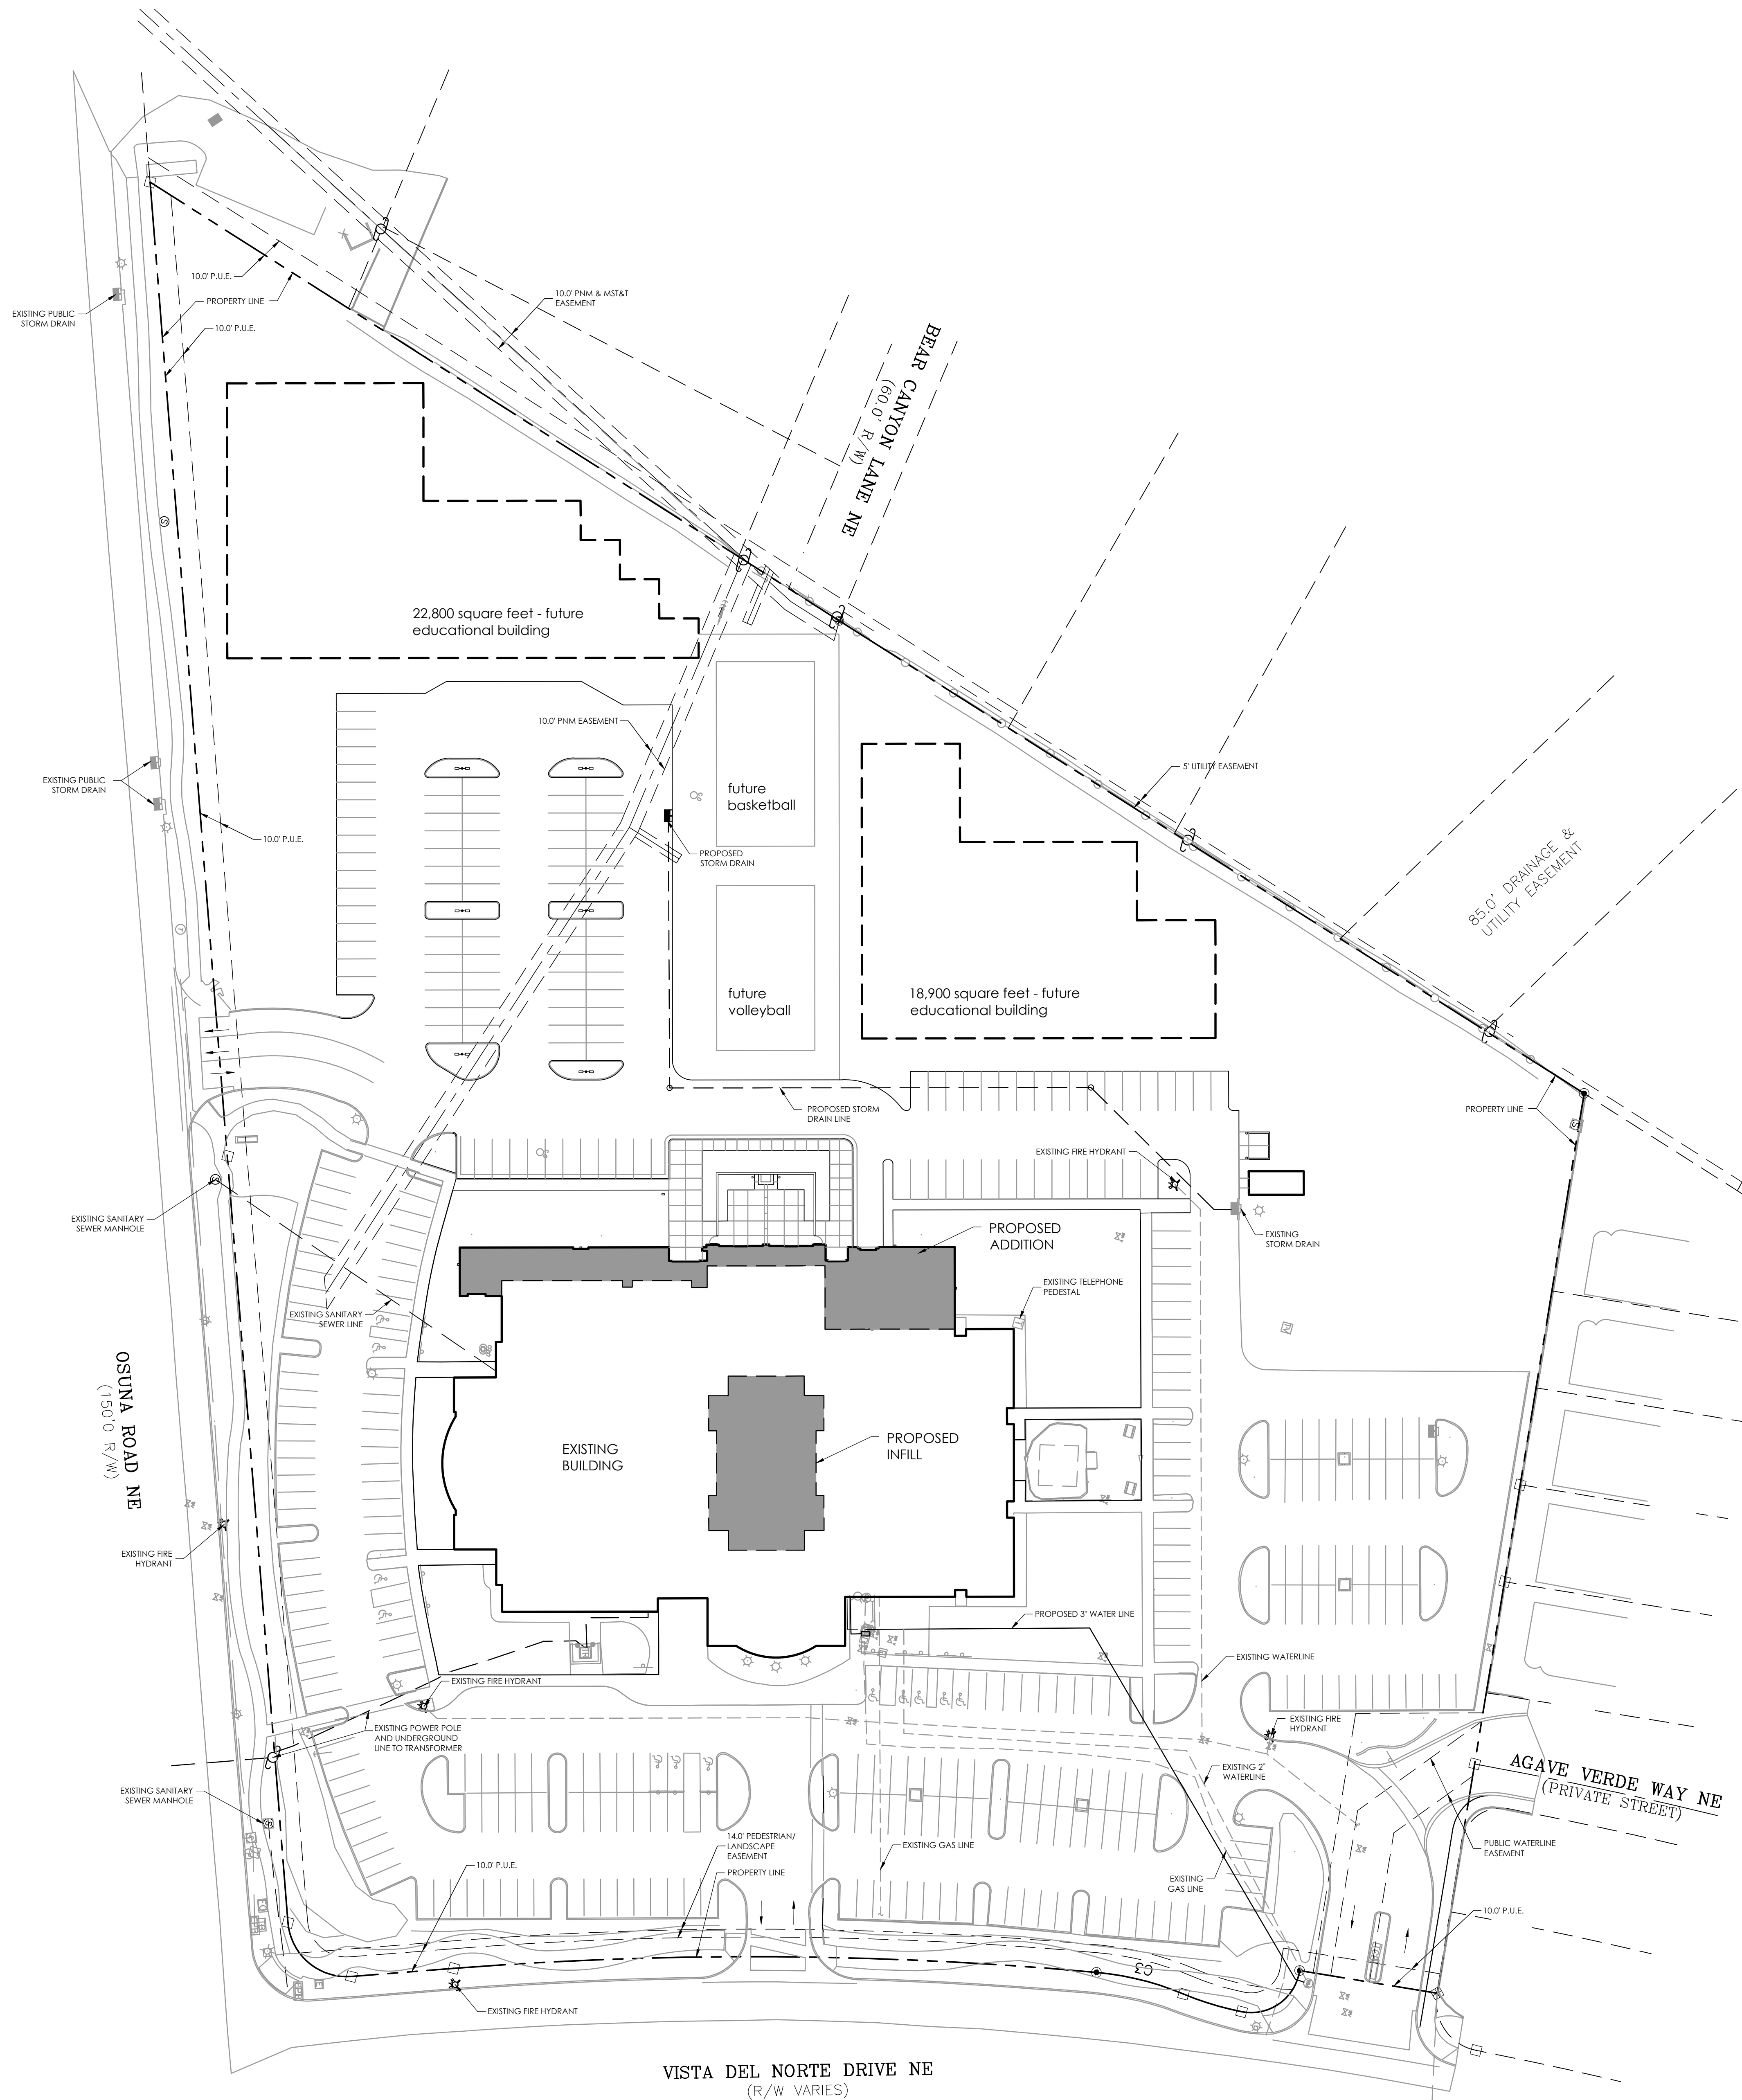 10.0' P.U.E.
PROPERTY LINE
10.0' P.U.E.
EXISTING PUBLIC
STORM DRAIN
10.0' PNM & MST&T
EASEMENT
BEAR CANYON LANE NE
(60.0' R/W)
22,800 square feet - future
educational building
10.0' PNM EASEMENT
5' UTILITY EASEMENT
EXISTING PUBLIC
STORM DRAIN
future
basketball
10.0' P.U.E.
PROPOSED
STORM DRAIN
85.0' DRAINAGE &
UTILITY EASEMENT
future
volleyball
18,900 square feet - future
educational building
PROPOSED STORM
DRAIN LINE
PROPERTY LINE
EXISTING FIRE HYDRANT
EXISTING SANITARY
SEWER MANHOLE
PROPOSED
ADDITION
EXISTING
STORM DRAIN
EXISTING TELEPHONE
PEDESTAL
EXISTING SANITARY
SEWER LINE
OSUNA ROAD NE
(150'0 R/W)
EXISTING
BUILDING
PROPOSED
INFILL
EXISTING FIRE
HYDRANT
PROPOSED 3" WATER LINE
EXISTING WATERLINE
EXISTING FIRE HYDRANT
EXISTING POWER POLE
AND UNDERGROUND
LINE TO TRANSFORMER
EXISTING FIRE
HYDRANT
AGAVE VERDE WAY NE
(PRIVATE STREET)
EXISTING 2"
WATERLINE
EXISTING SANITARY
SEWER MANHOLE
14.0' PEDESTRIAN/
LANDSCAPE
EASEMENT
EXISTING GAS LINE
PUBLIC WATERLINE
EASEMENT
10.0' P.U.E.
PROPERTY LINE
EXISTING
GAS LINE
10.0' P.U.E.
C3
EXISTING FIRE HYDRANT
VISTA DEL NORTE DRIVE NE
(R/W VARIES)